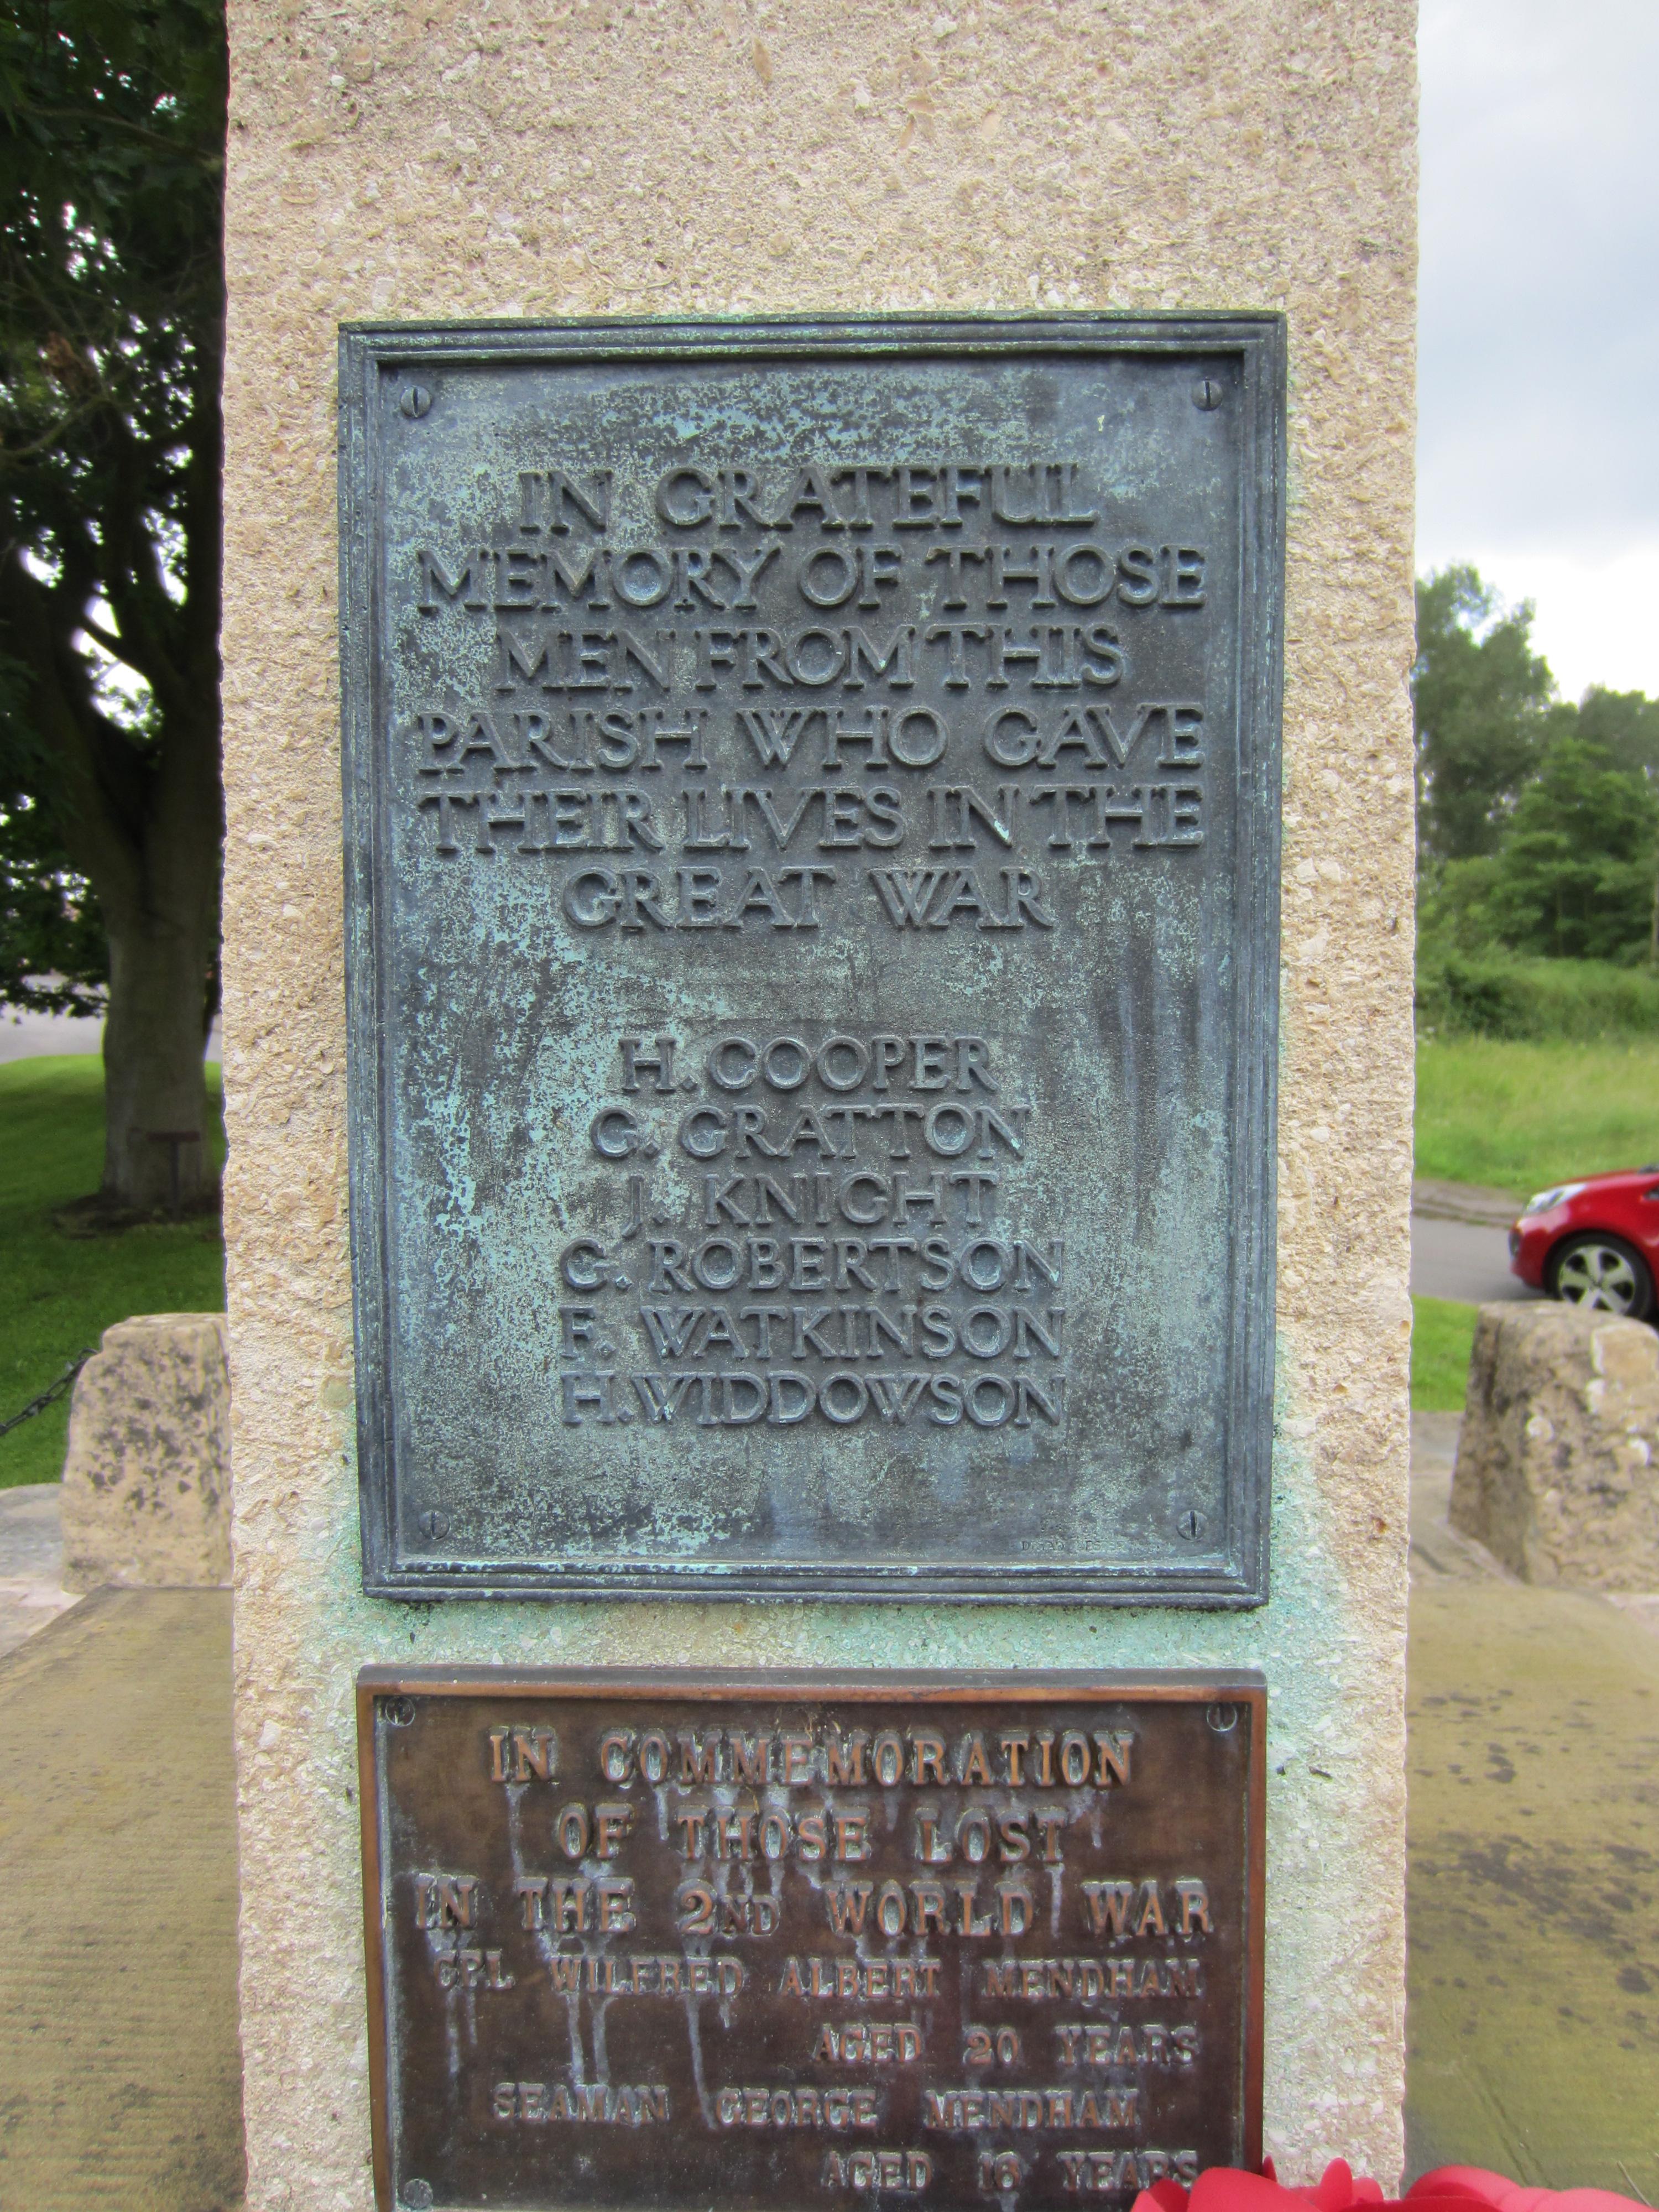 IN GRATEFUL
MEMORY OF THOSE
MEN FROM THIS
PARISH WHO GAVE
THEIR LIVES IN THE
GREAT WAR
H. COOPER
G. GRATTON
J. KNIGHT
G. ROBERTSON
F. WATKINSON
H. WIDDOWSON
IN COMMEMORATION
OF THOSE LOST
IN THE 2ND WORLD WAR
CPL WILFRED ALBERT MENDHAM
AGED 20 YEARS
SEAMAN GEORGE MENDHAM
AGED 18 YEARS